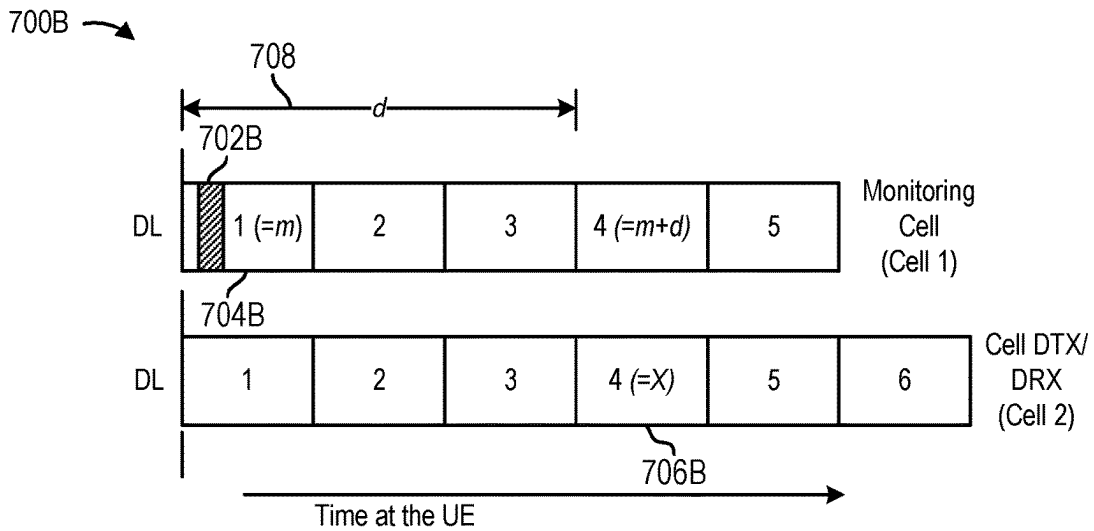 700B
708
d
702B
DL
1 (=m)
2
3
4 (=m+d)
5
Monitoring
Cell
(Cell 1)
704B
DL
1
2
3
4 (=X)
5
6
Cell DTX/
DRX
(Cell 2)
706B
Time at the UE